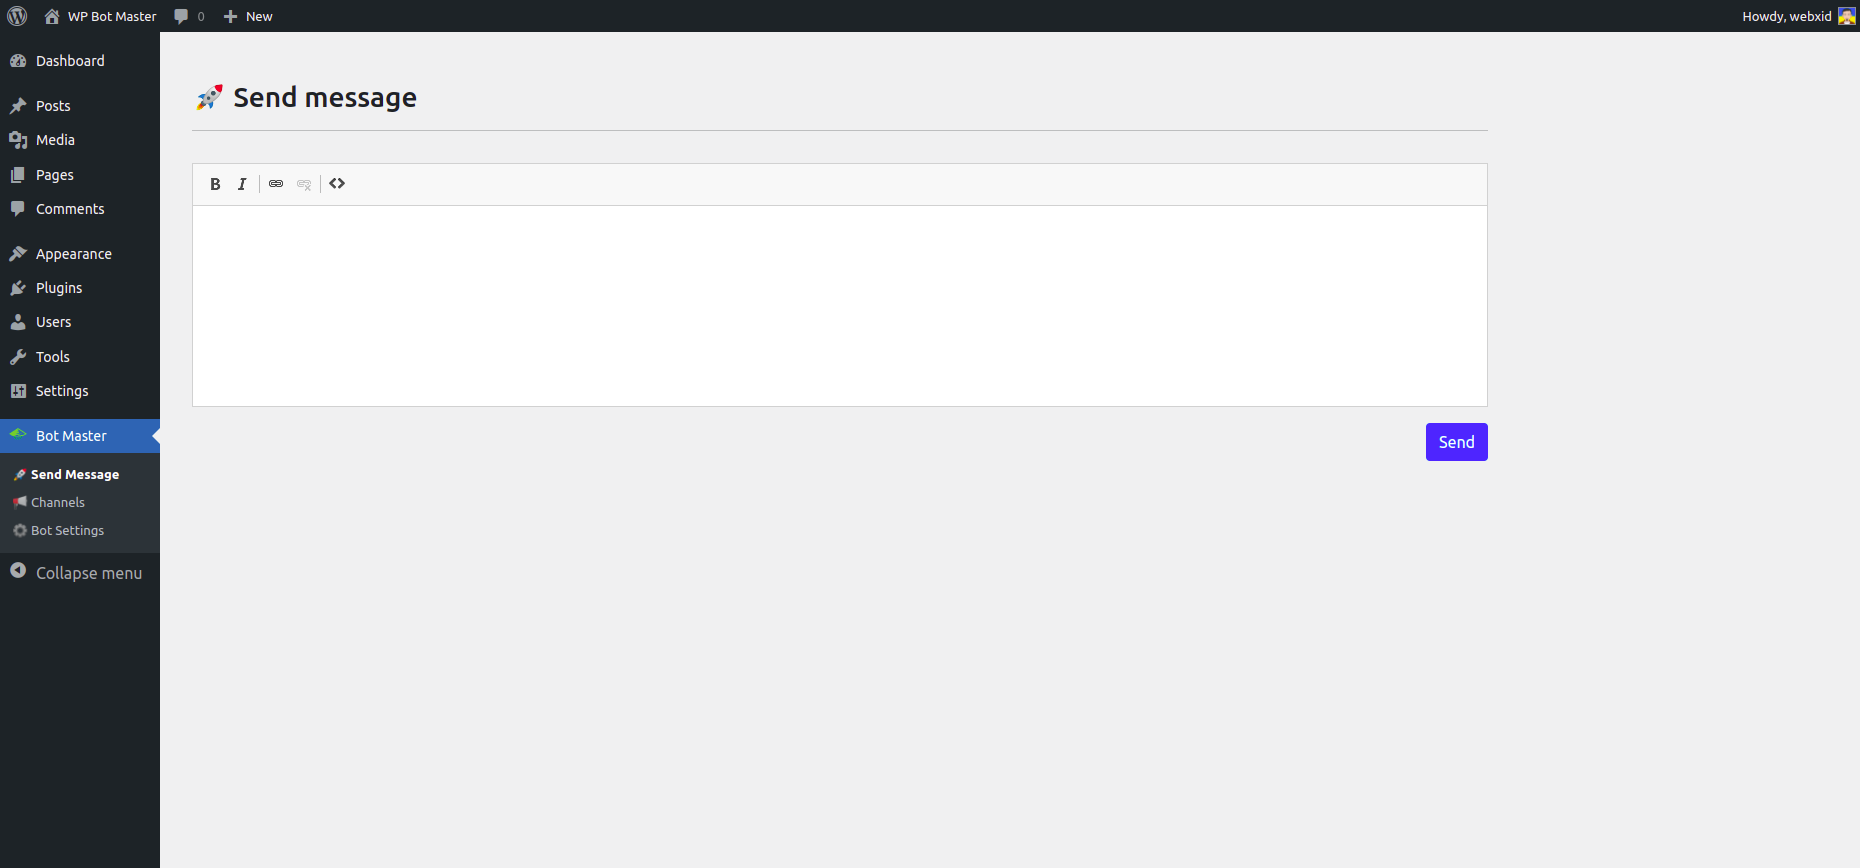 WP Bot Master 0 New Howdy, webxid
Dashboard
Posts
Media
Pages
Comments
Appearance
Plugins
Users
Tools
Settings
Bot Master
🚀 Send Message
📢 Channels
⚙️ Bot Settings
Collapse menu
🚀 Send message
B I <>
Send